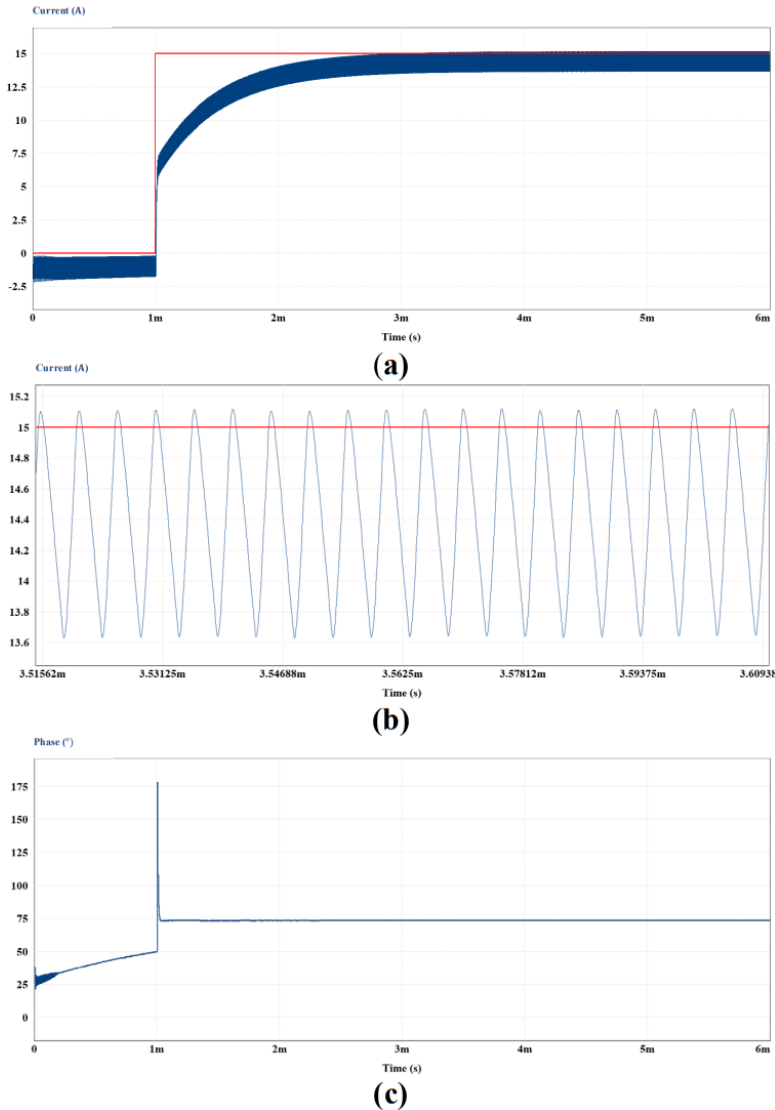 Current (A)
15
12.5
10
7.5
5
2.5
0
-2.5
0 1m 2m 3m 4m 5m 6m
Time (s)
(a)
Current (A)
15.2
15
14.8
14.6
14.4
14.2
14
13.8
13.6
3.51562m 3.53125m 3.54688m 3.5625m 3.57812m 3.59375m 3.60938
Time (s)
(b)
Phase (°)
175
150
125
100
75
50
25
0
0 1m 2m 3m 4m 5m 6m
Time (s)
(c)